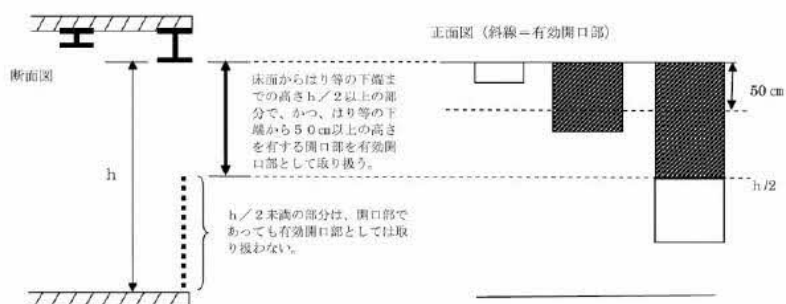 正面図（斜線＝有効開口部）
断面図
床面からはり等の下端ま
での高さｈ／２以上の部
分で、かつ、はり等の下
端から５０㎝以上の高さ
を有する開口部を有効開
口部として取り扱う。
50 cm
h
h/2
ｈ／２未満の部分は、開口部で
あっても有効開口部としては取
り扱わない。